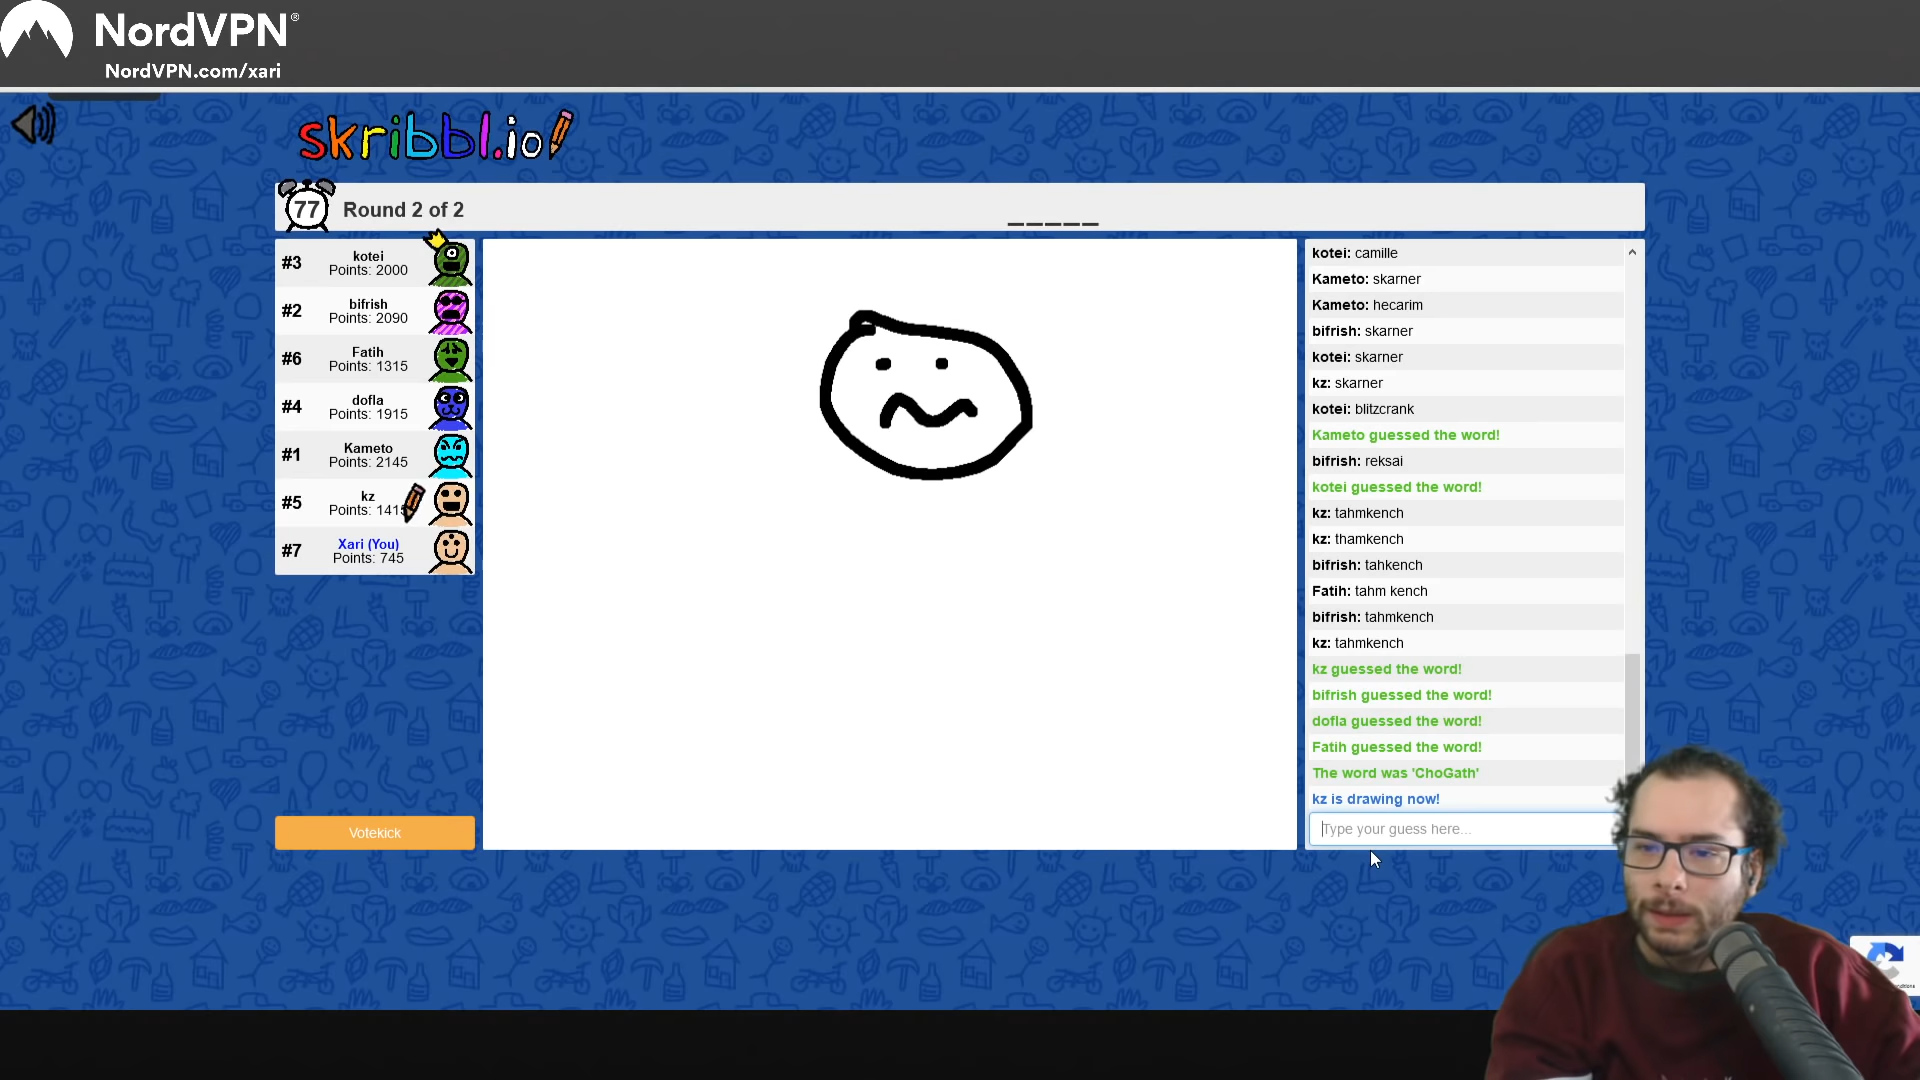 NordVPN®
NordVPN.com/xari
skribbl.io
77
Round 2 of 2
_ _ _ _ _
#3
kotei
Points: 2000
#2
bifrish
Points: 2090
#6
Fatih
Points: 1315
#4
dofla
Points: 1915
#1
Kameto
Points: 2145
#5
kz
Points: 1415
#7
Xari (You)
Points: 745
Votekick
kotei: camille
Kameto: skarner
Kameto: hecarim
bifrish: skarner
kotei: skarner
kz: skarner
kotei: blitzcrank
Kameto guessed the word!
bifrish: reksai
kotei guessed the word!
kz: tahmkench
kz: thamkench
bifrish: tahkench
Fatih: tahm kench
bifrish: tahmkench
kz: tahmkench
kz guessed the word!
bifrish guessed the word!
dofla guessed the word!
Fatih guessed the word!
The word was 'ChoGath'
kz is drawing now!
Type your guess here...